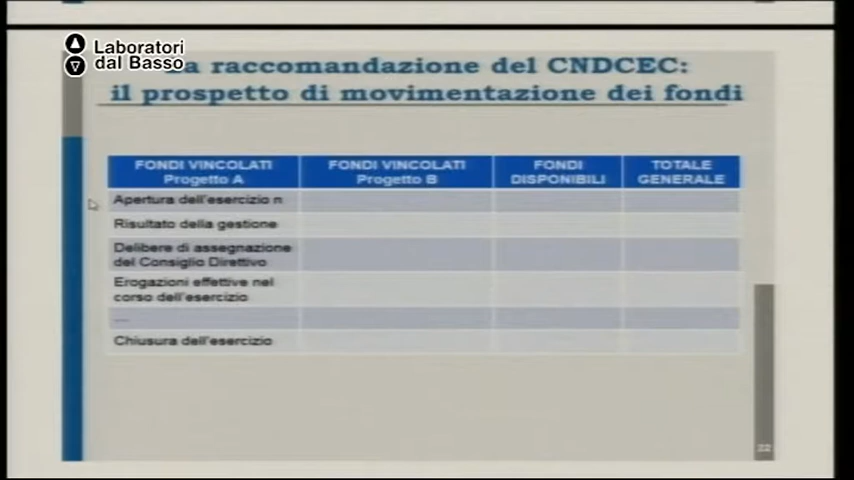 Laboratori
dal Basso
La raccomandazione del CNDCEC:
il prospetto di movimentazione dei fondi
FONDI VINCOLATI
Progetto A
FONDI VINCOLATI
Progetto B
FONDI
DISPONIBILI
TOTALE
GENERALE
Apertura dell'esercizio n
Risultato della gestione
Delibere di assegnazione
del Consiglio Direttivo
Erogazioni effettive nel
corso dell'esercizio
....
Chiusura dell'esercizio
22